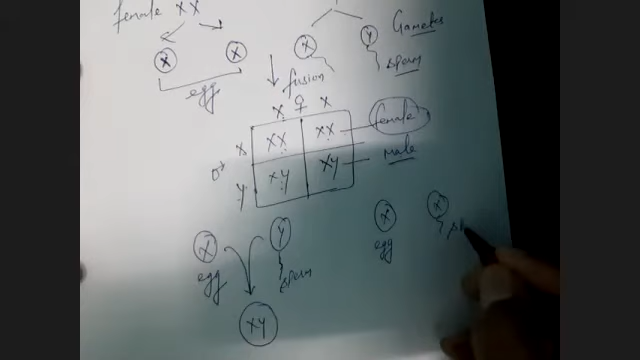 female XX
X X
egg
X Y Gametes
sperm
fusion
X ♀ X
X XX XX female
♂
Y XY XY male
X Y
egg sperm
XY
X X
egg